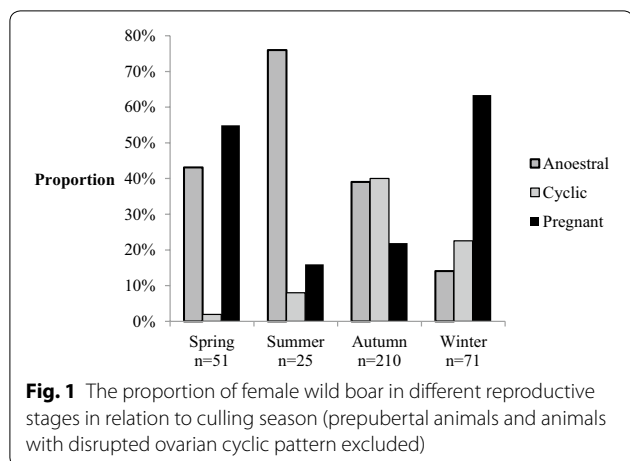 80%
70%
60%
50%
Proportion
40%
30%
20%
10%
0%
Spring Summer Autumn Winter
n=51 n=25 n=210 n=71
Anoestral
Cyclic
Pregnant
Fig. 1 The proportion of female wild boar in different reproductive
stages in relation to culling season (prepubertal animals and animals
with disrupted ovarian cyclic pattern excluded)